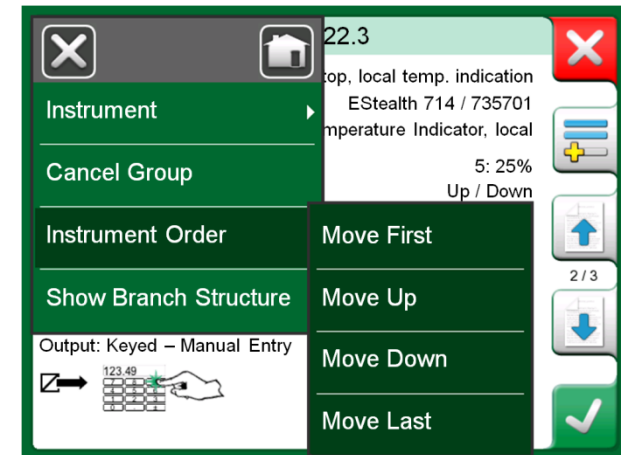 22.3
top, local temp. indication
EStealth 714 / 735701
mperature Indicator, local
5: 25%
Up / Down
Instrument
Cancel Group
Instrument Order
Show Branch Structure
Move First
Move Up
Move Down
Move Last
2 / 3
Output: Keyed – Manual Entry
123.49